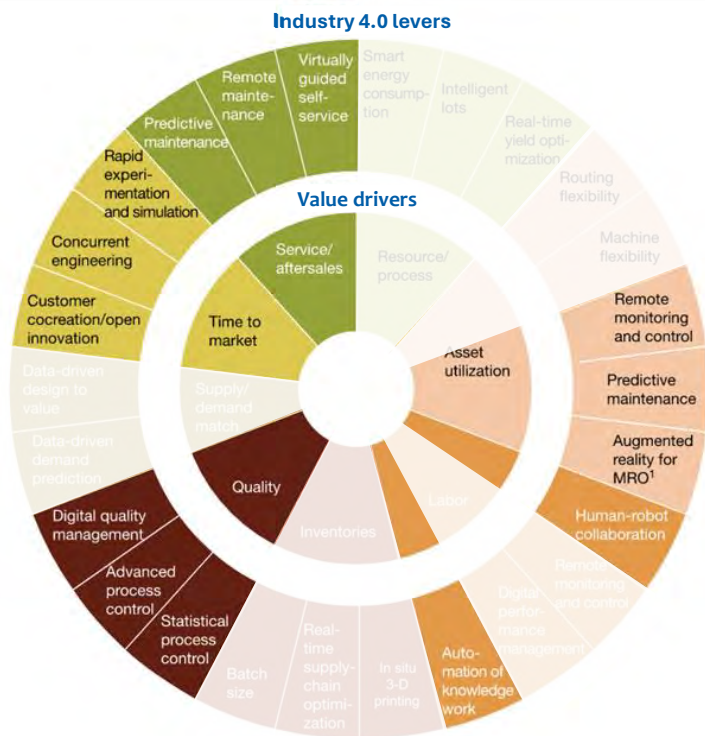 Industry 4.0 levers
Smart
energy
consump-
tion
Intelligent
lots
Real-time
yield opti-
mization
Routing
flexibility
Machine
flexibility
Remote
monitoring
and control
Predictive
maintenance
Augmented
reality for
MRO¹
Human-robot
collaboration
Remote
monitoring
and control
Digital
perfor-
mance
management
Auto-
mation of
knowledge
work
In situ
3-D
printing
Real-
time
supply-
chain
optimi-
zation
Batch
size
Statistical
process
control
Advanced
process
control
Digital quality
management
Data-driven
demand
prediction
Data-driven
design to
value
Customer
cocreation/open
innovation
Concurrent
engineering
Rapid
experi-
mentation
and simulation
Predictive
maintenance
Remote
mainte-
nance
Virtually
guided
self-
service
Value drivers
Resource/
process
Asset
utilization
Labor
Inventories
Quality
Supply/
demand
match
Time to
market
Service/
aftersales